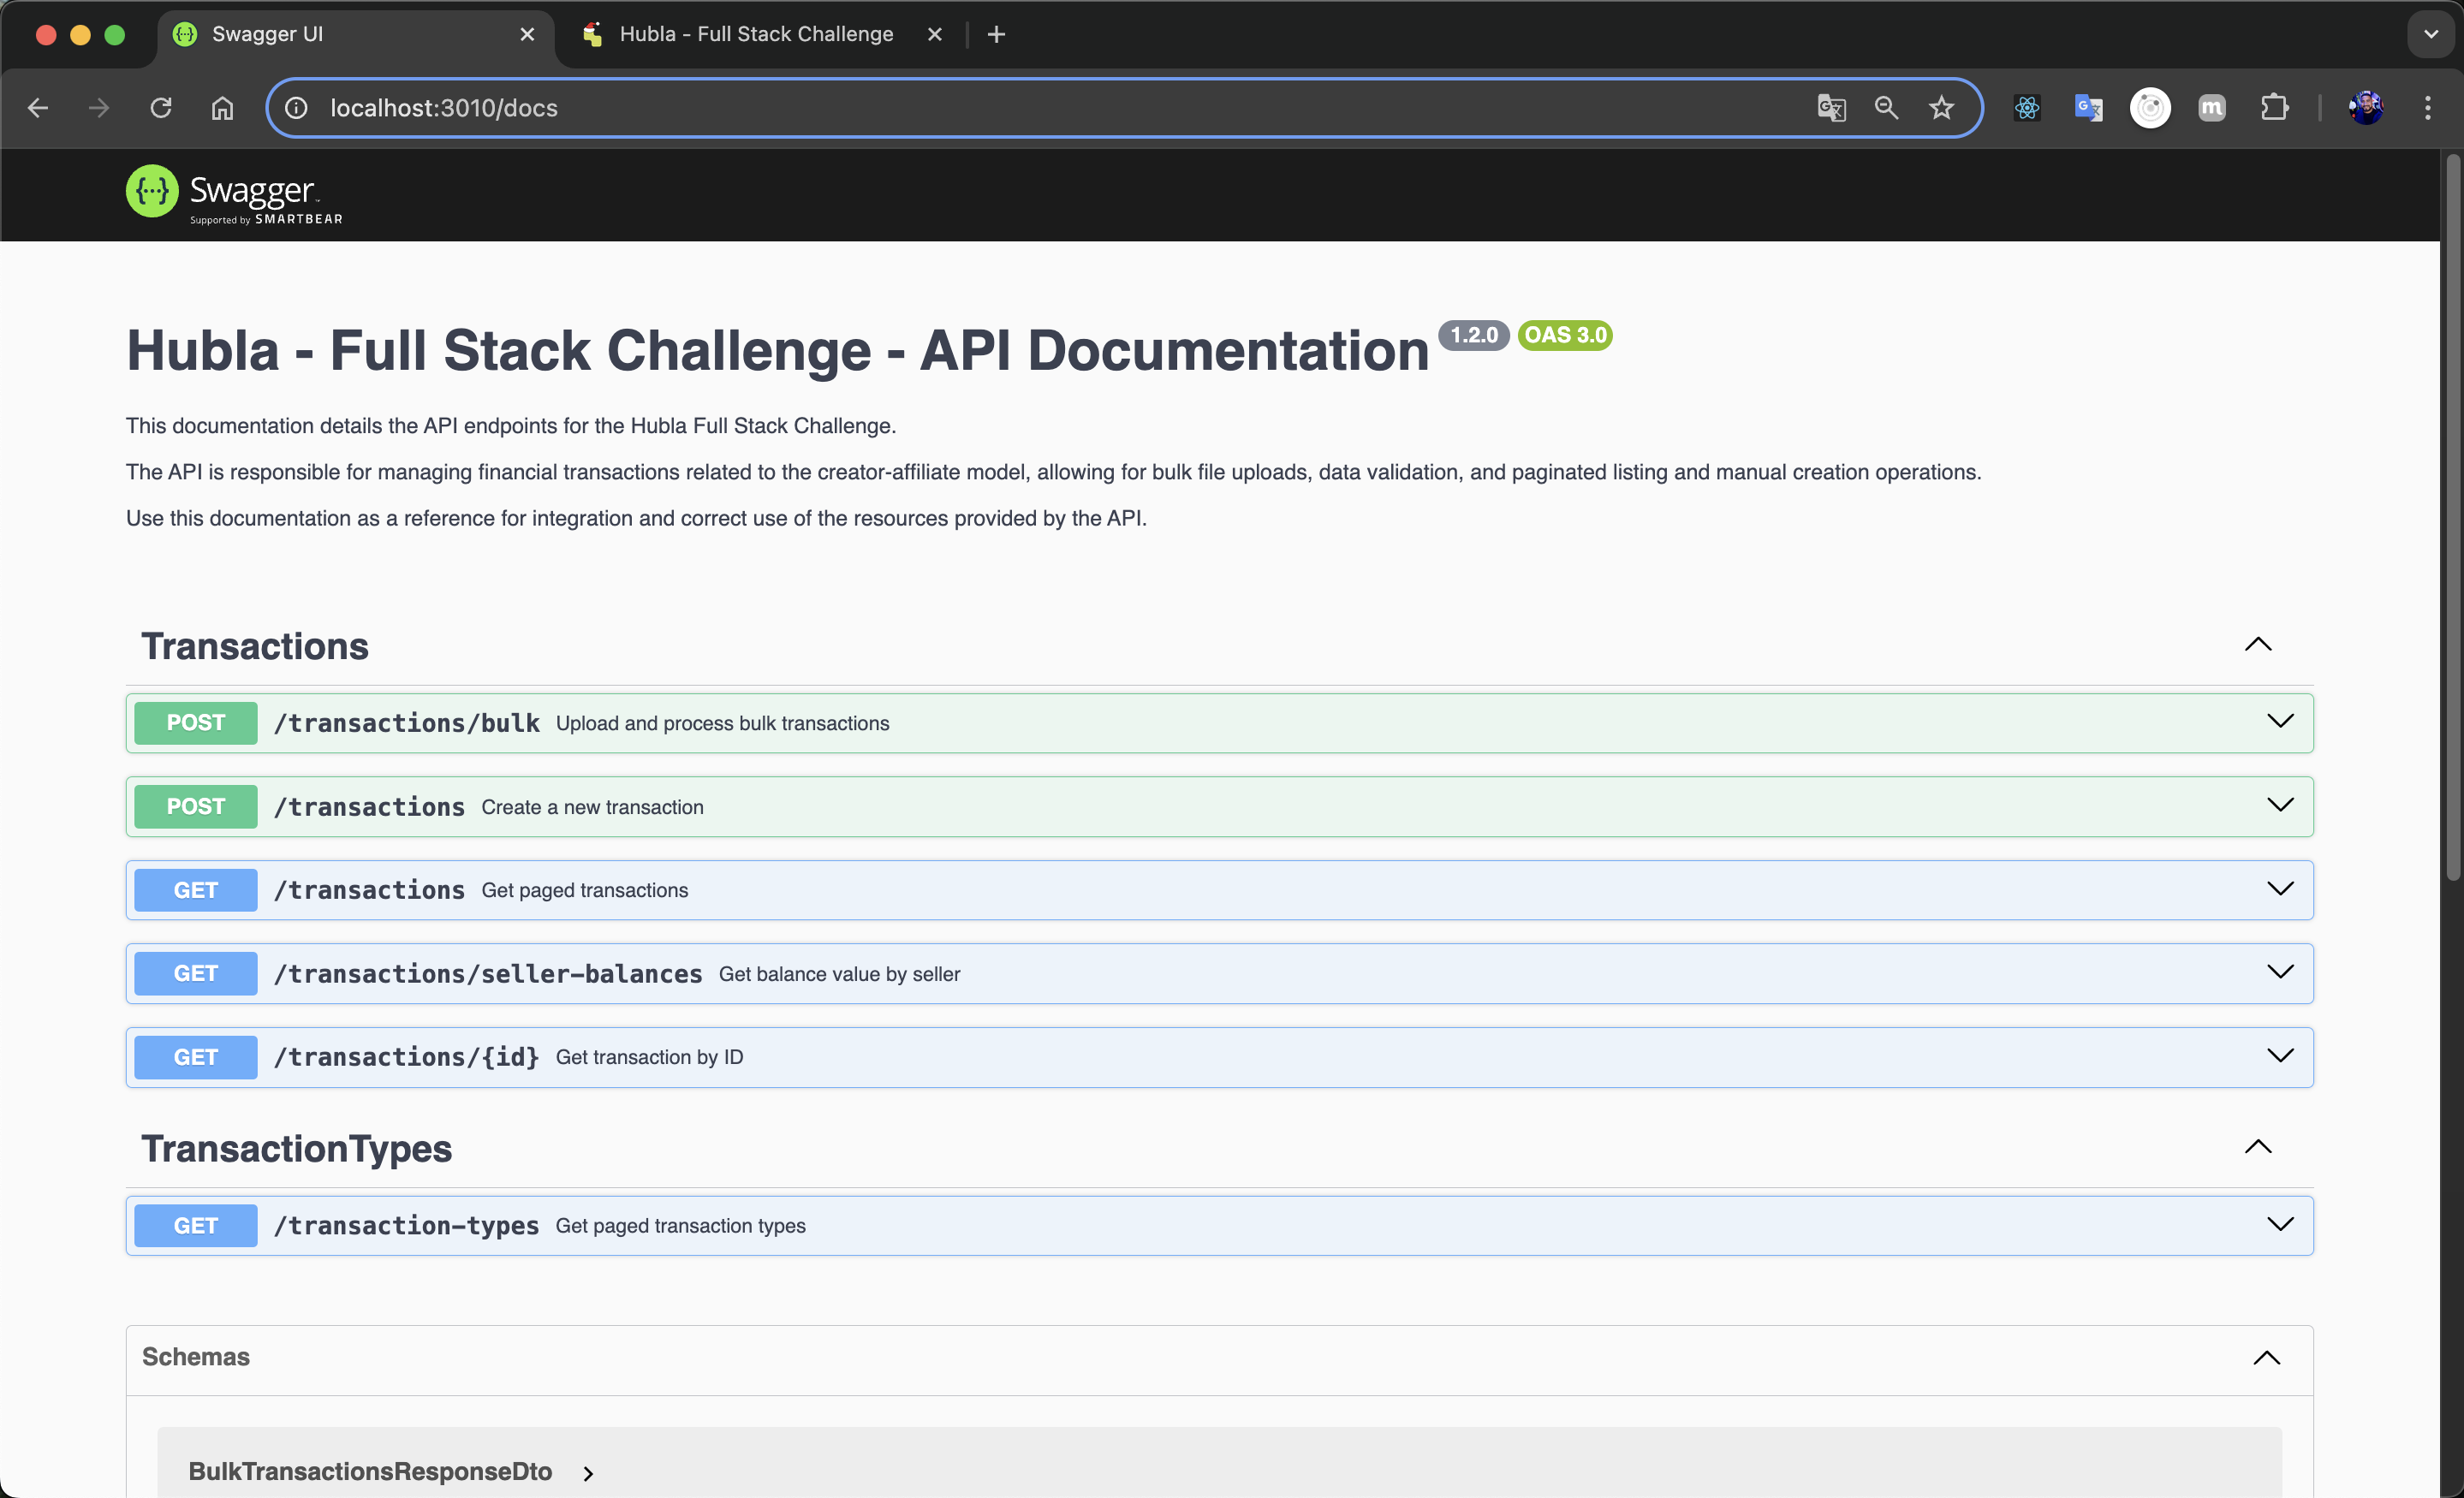 Swagger UI
Hubla - Full Stack Challenge
localhost:3010/docs
Swagger
Supported by SMARTBEAR
Hubla - Full Stack Challenge - API Documentation 1.2.0 OAS 3.0
This documentation details the API endpoints for the Hubla Full Stack Challenge.
The API is responsible for managing financial transactions related to the creator-affiliate model, allowing for bulk file uploads, data validation, and paginated listing and manual creation operations.
Use this documentation as a reference for integration and correct use of the resources provided by the API.
Transactions
POST /transactions/bulk Upload and process bulk transactions
POST /transactions Create a new transaction
GET /transactions Get paged transactions
GET /transactions/seller-balances Get balance value by seller
GET /transactions/{id} Get transaction by ID
TransactionTypes
GET /transaction-types Get paged transaction types
Schemas
BulkTransactionsResponseDto